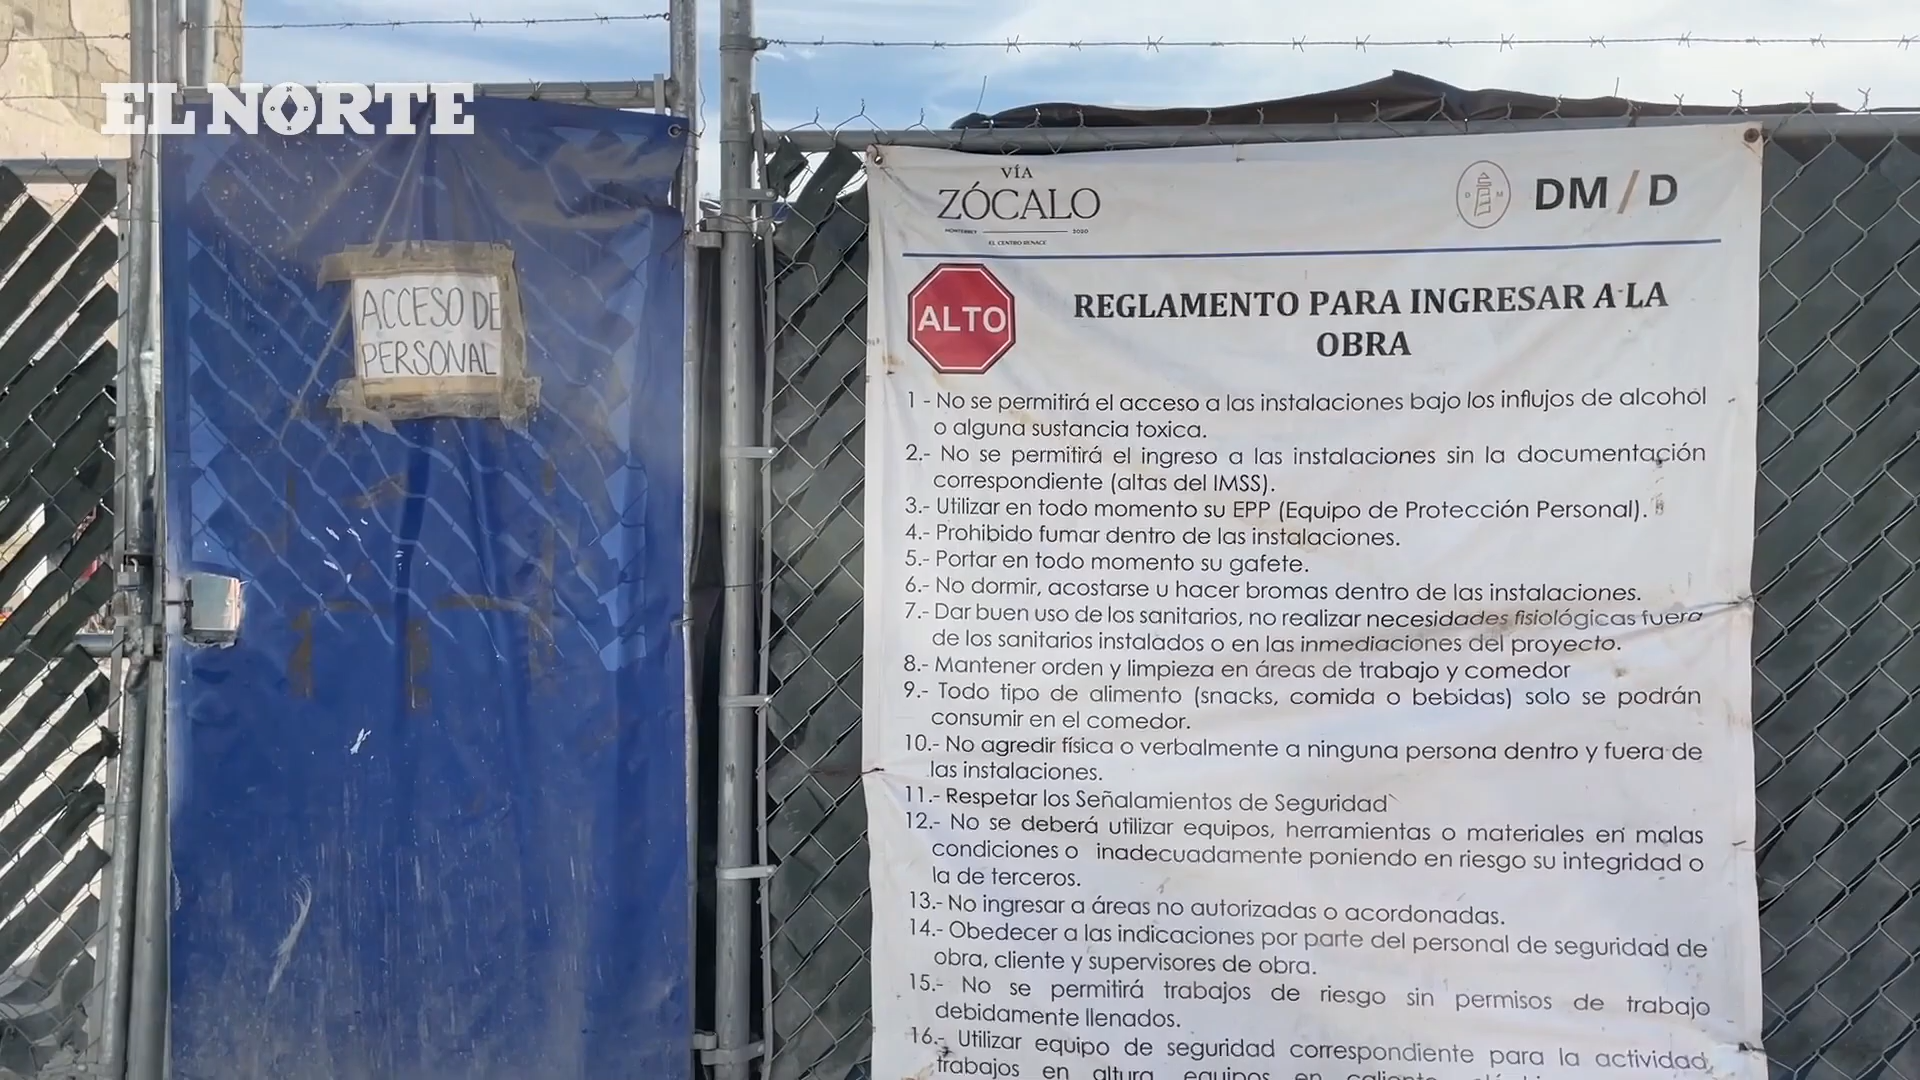 EL NORTE
ACCESO DE
PERSONAL
VÍA
ZÓCALO
MONTERREY 2020
EL CENTRO RENACE
D M
DM/D
ALTO
REGLAMENTO PARA INGRESAR A LA
OBRA
1 - No se permitirá el acceso a las instalaciones bajo los influjos de alcohol
o alguna sustancia toxica.
2.- No se permitirá el ingreso a las instalaciones sin la documentación
correspondiente (altas del IMSS).
3.- Utilizar en todo momento su EPP (Equipo de Protección Personal).
4.- Prohibido fumar dentro de las instalaciones.
5.- Portar en todo momento su gafete.
6.- No dormir, acostarse u hacer bromas dentro de las instalaciones.
7.- Dar buen uso de los sanitarios, no realizar necesidades fisiológicas fuera
de los sanitarios instalados o en las inmediaciones del proyecto.
8.- Mantener orden y limpieza en áreas de trabajo y comedor
9.- Todo tipo de alimento (snacks, comida o bebidas) solo se podrán
consumir en el comedor.
10.- No agredir física o verbalmente a ninguna persona dentro y fuera de
las instalaciones.
11.- Respetar los Señalamientos de Seguridad
12.- No se deberá utilizar equipos, herramientas o materiales en malas
condiciones o inadecuadamente poniendo en riesgo su integridad o
la de terceros.
13.- No ingresar a áreas no autorizadas o acordonadas.
14.- Obedecer a las indicaciones por parte del personal de seguridad de
obra, cliente y supervisores de obra.
15.- No se permitirá trabajos de riesgo sin permisos de trabajo
debidamente llenados.
16.- Utilizar equipo de seguridad correspondiente para la actividad,
trabajos en altura, equipos en